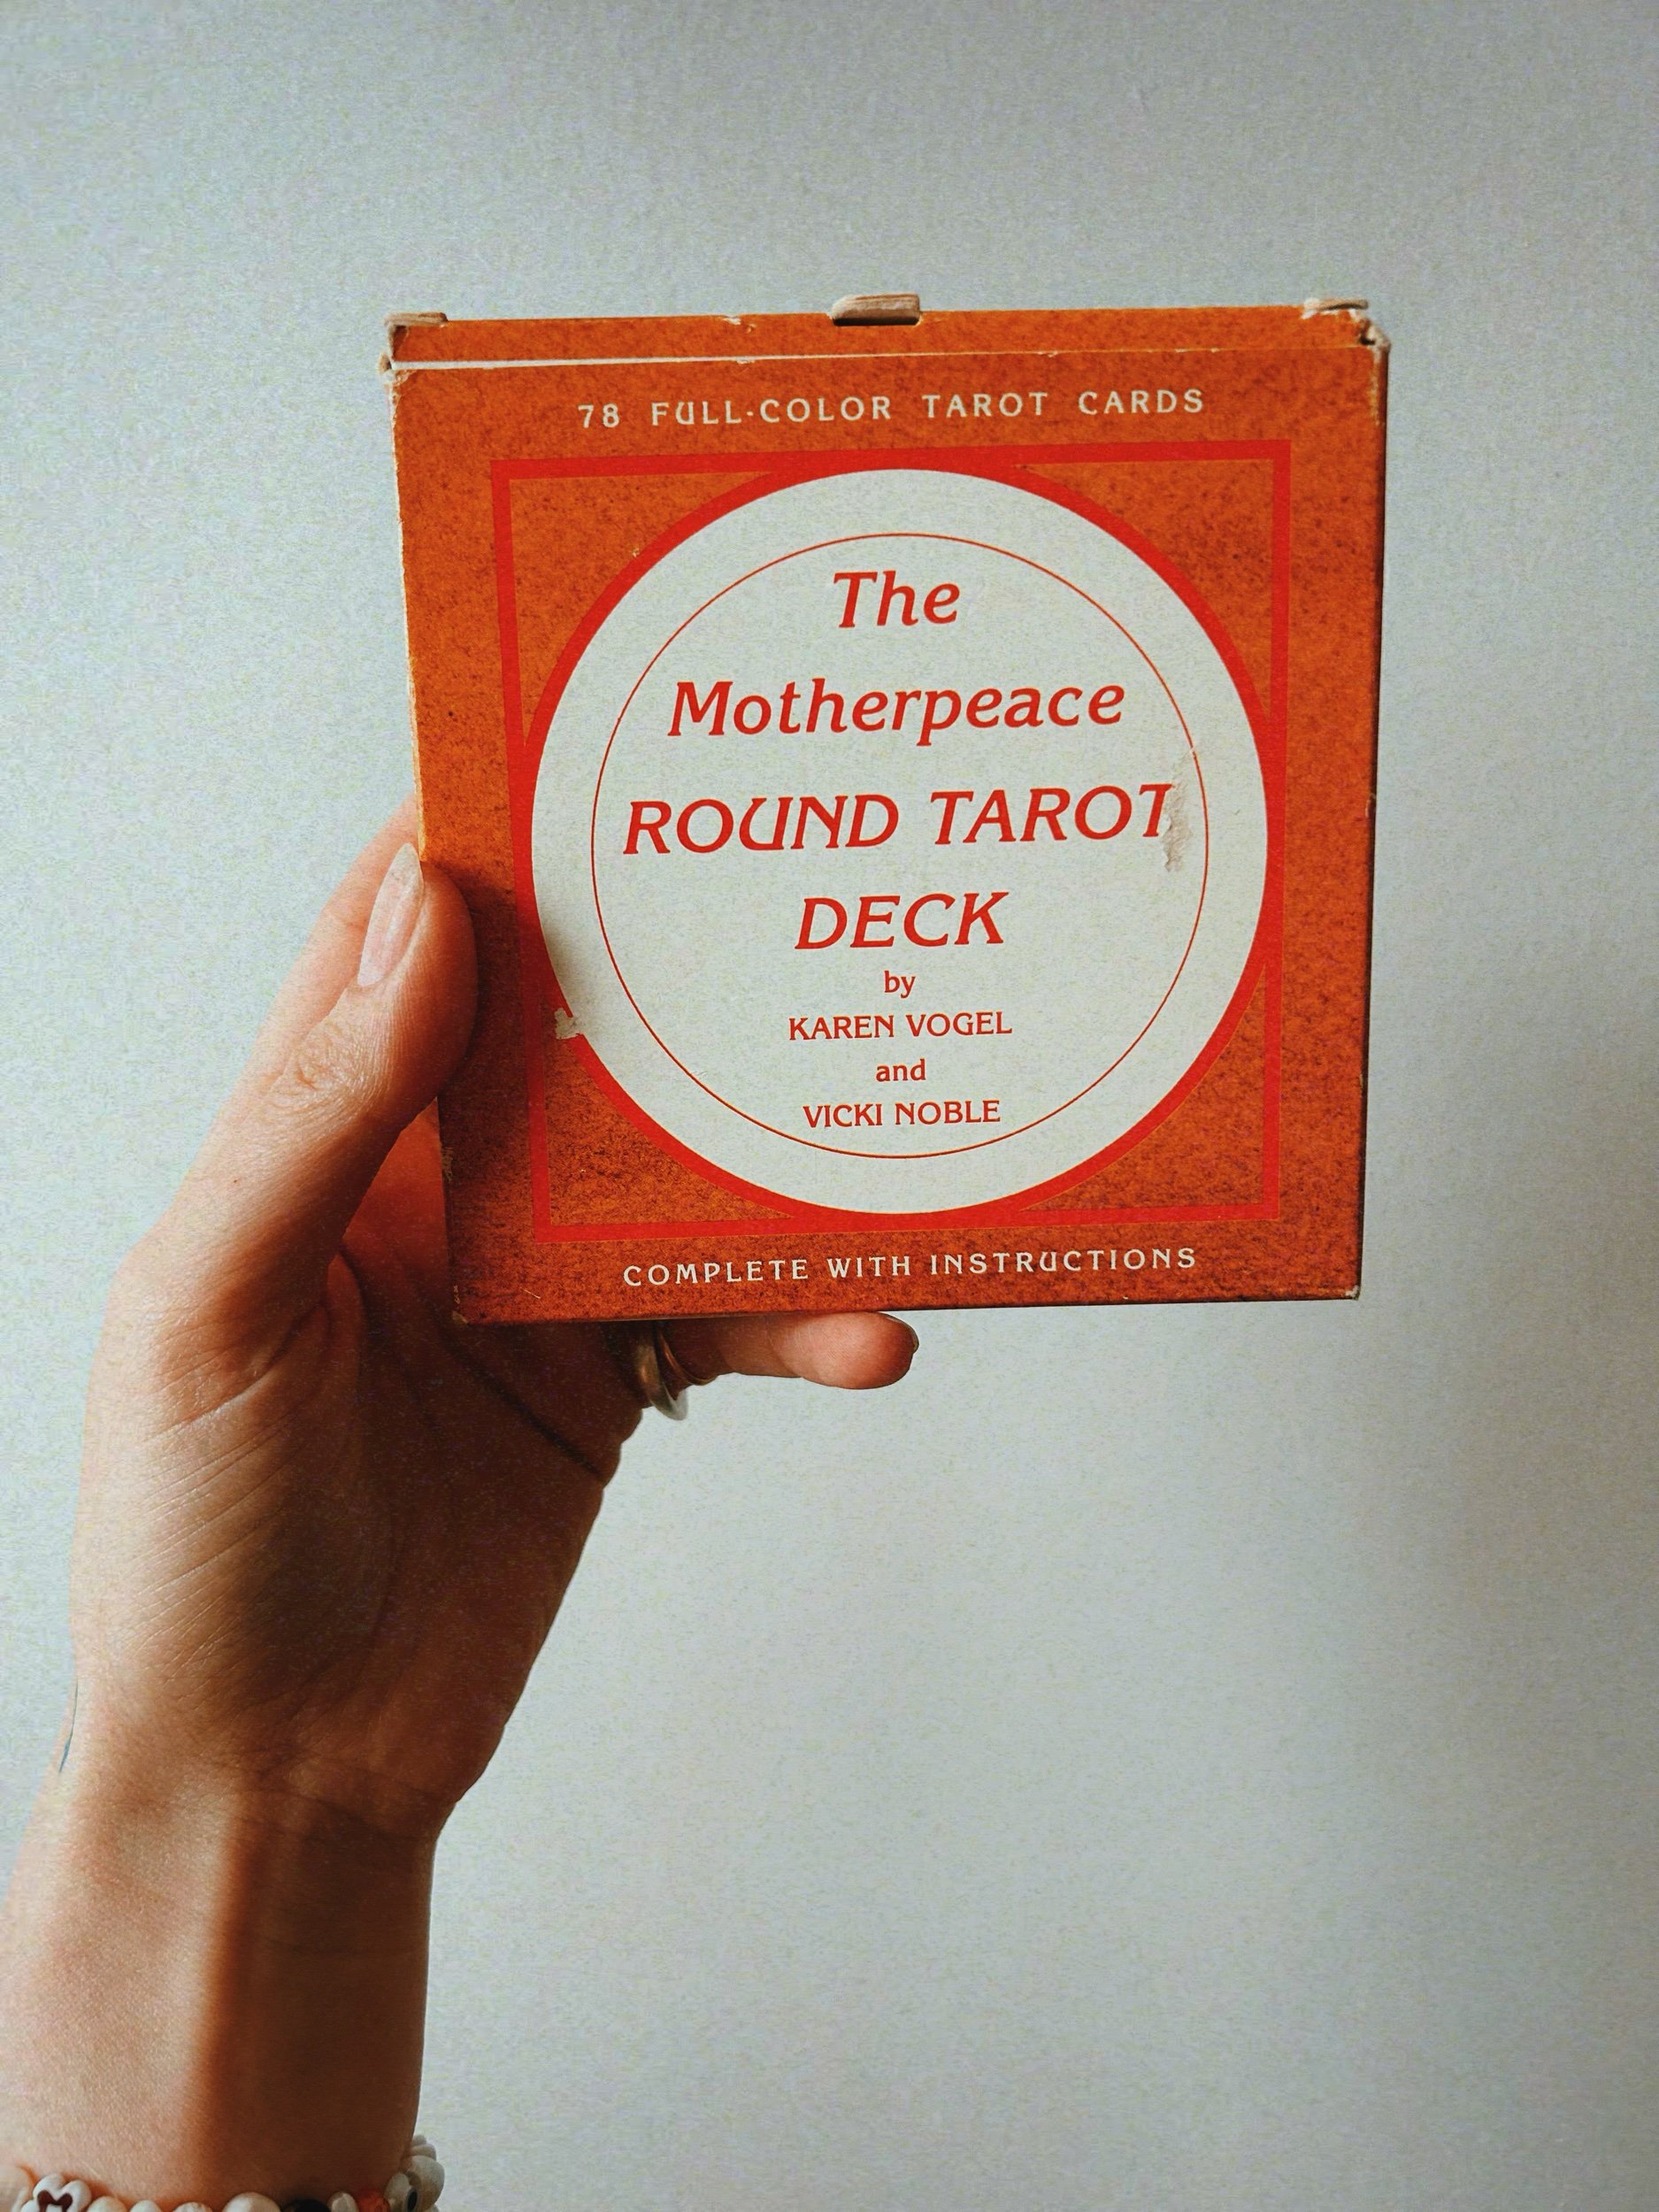 78 FULL·COLOR TAROT CARDS
The
Motherpeace
ROUND TAROT
DECK
by
KAREN VOGEL
and
VICKI NOBLE
COMPLETE WITH INSTRUCTIONS